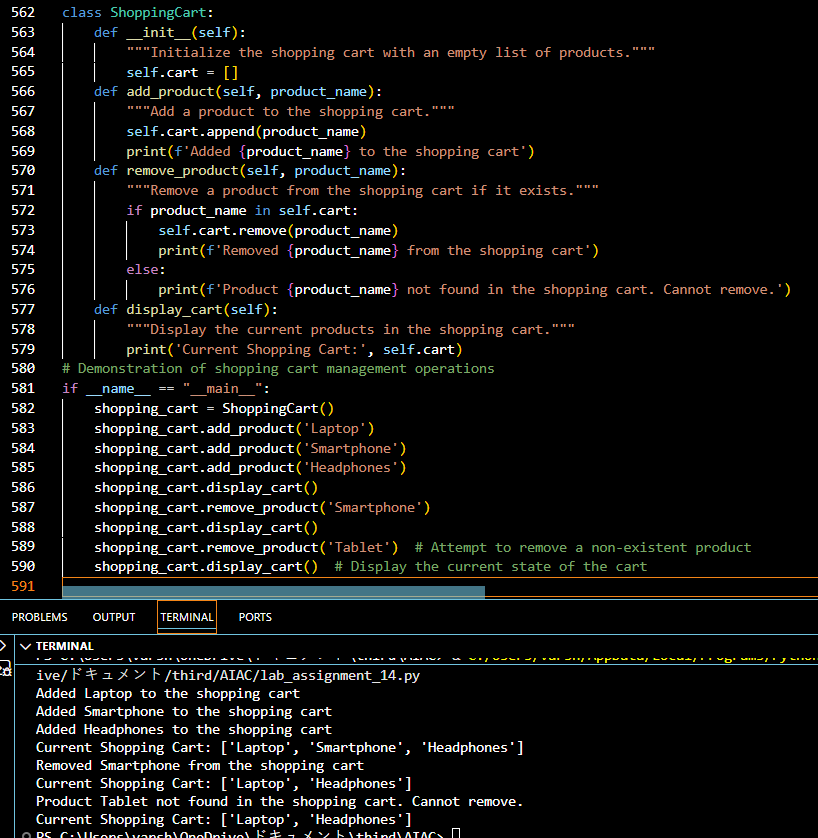 562 class ShoppingCart:
563     def __init__(self):
564         """Initialize the shopping cart with an empty list of products."""
565         self.cart = []
566     def add_product(self, product_name):
567         """Add a product to the shopping cart."""
568         self.cart.append(product_name)
569         print(f'Added {product_name} to the shopping cart')
570     def remove_product(self, product_name):
571         """Remove a product from the shopping cart if it exists."""
572         if product_name in self.cart:
573             self.cart.remove(product_name)
574             print(f'Removed {product_name} from the shopping cart')
575         else:
576             print(f'Product {product_name} not found in the shopping cart. Cannot remove.')
577     def display_cart(self):
578         """Display the current products in the shopping cart."""
579         print('Current Shopping Cart:', self.cart)
580 # Demonstration of shopping cart management operations
581 if __name__ == "__main__":
582     shopping_cart = ShoppingCart()
583     shopping_cart.add_product('Laptop')
584     shopping_cart.add_product('Smartphone')
585     shopping_cart.add_product('Headphones')
586     shopping_cart.display_cart()
587     shopping_cart.remove_product('Smartphone')
588     shopping_cart.display_cart()
589     shopping_cart.remove_product('Tablet')  # Attempt to remove a non-existent product
590     shopping_cart.display_cart()  # Display the current state of the cart
591
PROBLEMS OUTPUT TERMINAL PORTS
TERMINAL
ive/ドキュメント/third/AIAC/lab_assignment_14.py
Added Laptop to the shopping cart
Added Smartphone to the shopping cart
Added Headphones to the shopping cart
Current Shopping Cart: ['Laptop', 'Smartphone', 'Headphones']
Removed Smartphone from the shopping cart
Current Shopping Cart: ['Laptop', 'Headphones']
Product Tablet not found in the shopping cart. Cannot remove.
Current Shopping Cart: ['Laptop', 'Headphones']
PS C:\Users\varsh\OneDrive\ドキュメント\third\AIAC>